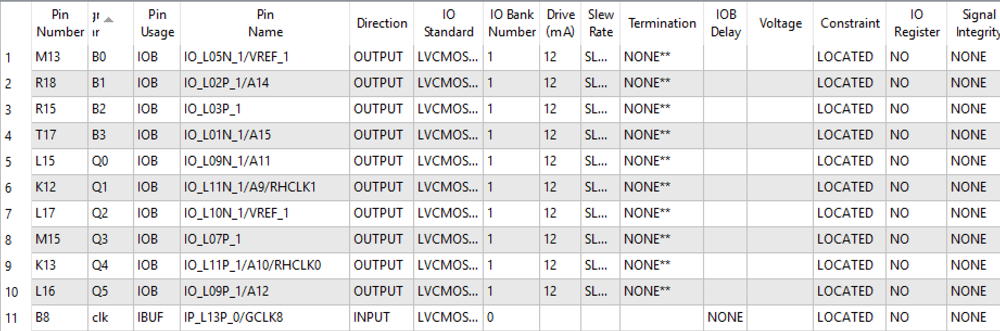 Pin Number gr ır Pin Usage Pin Name Direction IO Standard IO Bank Number Drive (mA) Slew Rate Termination IOB Delay Voltage Constraint IO Register Signal Integrity
1 M13 B0 IOB IO_L05N_1/VREF_1 OUTPUT LVCMOS... 1 12 SL... NONE** LOCATED NO NONE
2 R18 B1 IOB IO_L02P_1/A14 OUTPUT LVCMOS... 1 12 SL... NONE** LOCATED NO NONE
3 R15 B2 IOB IO_L03P_1 OUTPUT LVCMOS... 1 12 SL... NONE** LOCATED NO NONE
4 T17 B3 IOB IO_L01N_1/A15 OUTPUT LVCMOS... 1 12 SL... NONE** LOCATED NO NONE
5 L15 Q0 IOB IO_L09N_1/A11 OUTPUT LVCMOS... 1 12 SL... NONE** LOCATED NO NONE
6 K12 Q1 IOB IO_L11N_1/A9/RHCLK1 OUTPUT LVCMOS... 1 12 SL... NONE** LOCATED NO NONE
7 L17 Q2 IOB IO_L10N_1/VREF_1 OUTPUT LVCMOS... 1 12 SL... NONE** LOCATED NO NONE
8 M15 Q3 IOB IO_L07P_1 OUTPUT LVCMOS... 1 12 SL... NONE** LOCATED NO NONE
9 K13 Q4 IOB IO_L11P_1/A10/RHCLK0 OUTPUT LVCMOS... 1 12 SL... NONE** LOCATED NO NONE
10 L16 Q5 IOB IO_L09P_1/A12 OUTPUT LVCMOS... 1 12 SL... NONE** LOCATED NO NONE
11 B8 clk IBUF IP_L13P_0/GCLK8 INPUT LVCMOS... 0 NONE LOCATED NO NONE